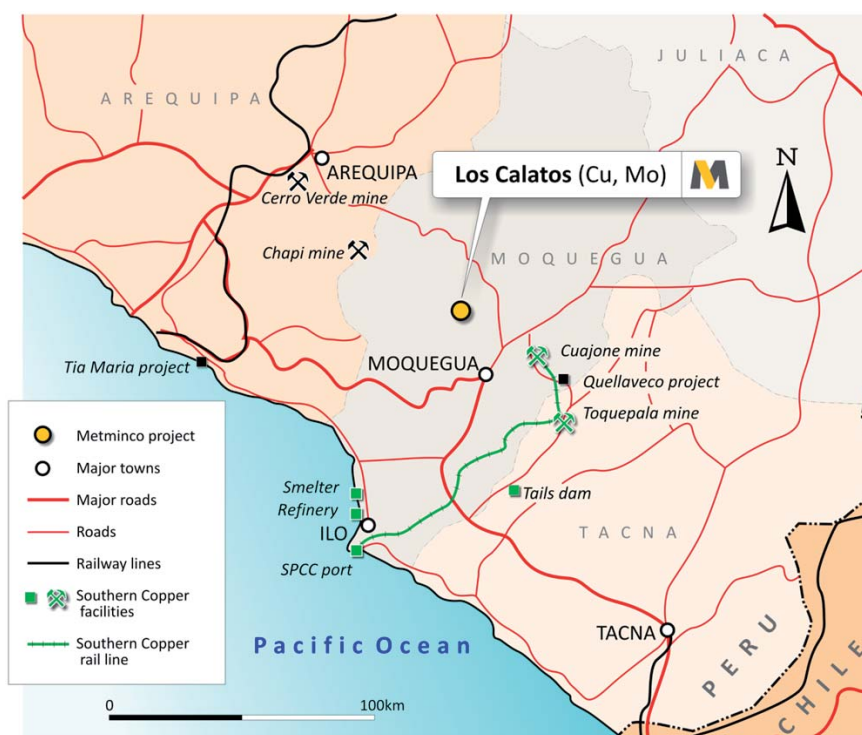 JULIACA
AREQUIPA
N
AREQUIPA
Los Calatos (Cu, Mo)
Cerro Verde mine
Chapi mine
MOQUEGUA
Tia Maria project
MOQUEGUA
Cuajone mine
Quellaveco project
Toquepala mine
Metminco project
Major towns
Major roads
Roads
Railway lines
Southern Copper
facilities
Southern Copper
rail line
Smelter
Refinery
ILO
SPCC port
Tails dam
TACNA
TACNA
PERU
CHILE
Pacific Ocean
0
100km